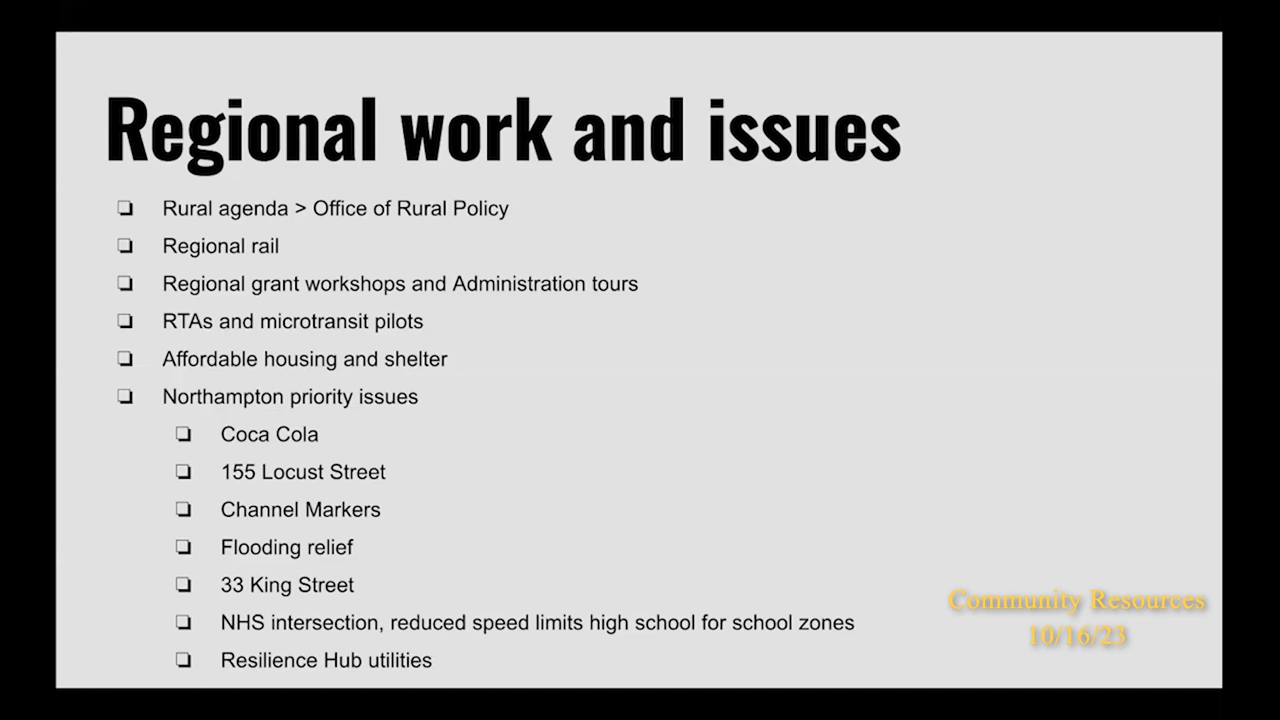 Regional work and issues
Rural agenda > Office of Rural Policy
Regional rail
Regional grant workshops and Administration tours
RTAs and microtransit pilots
Affordable housing and shelter
Northampton priority issues
Coca Cola
155 Locust Street
Channel Markers
Flooding relief
33 King Street
NHS intersection, reduced speed limits high school for school zones
Resilience Hub utilities
Community Resources
10/16/23